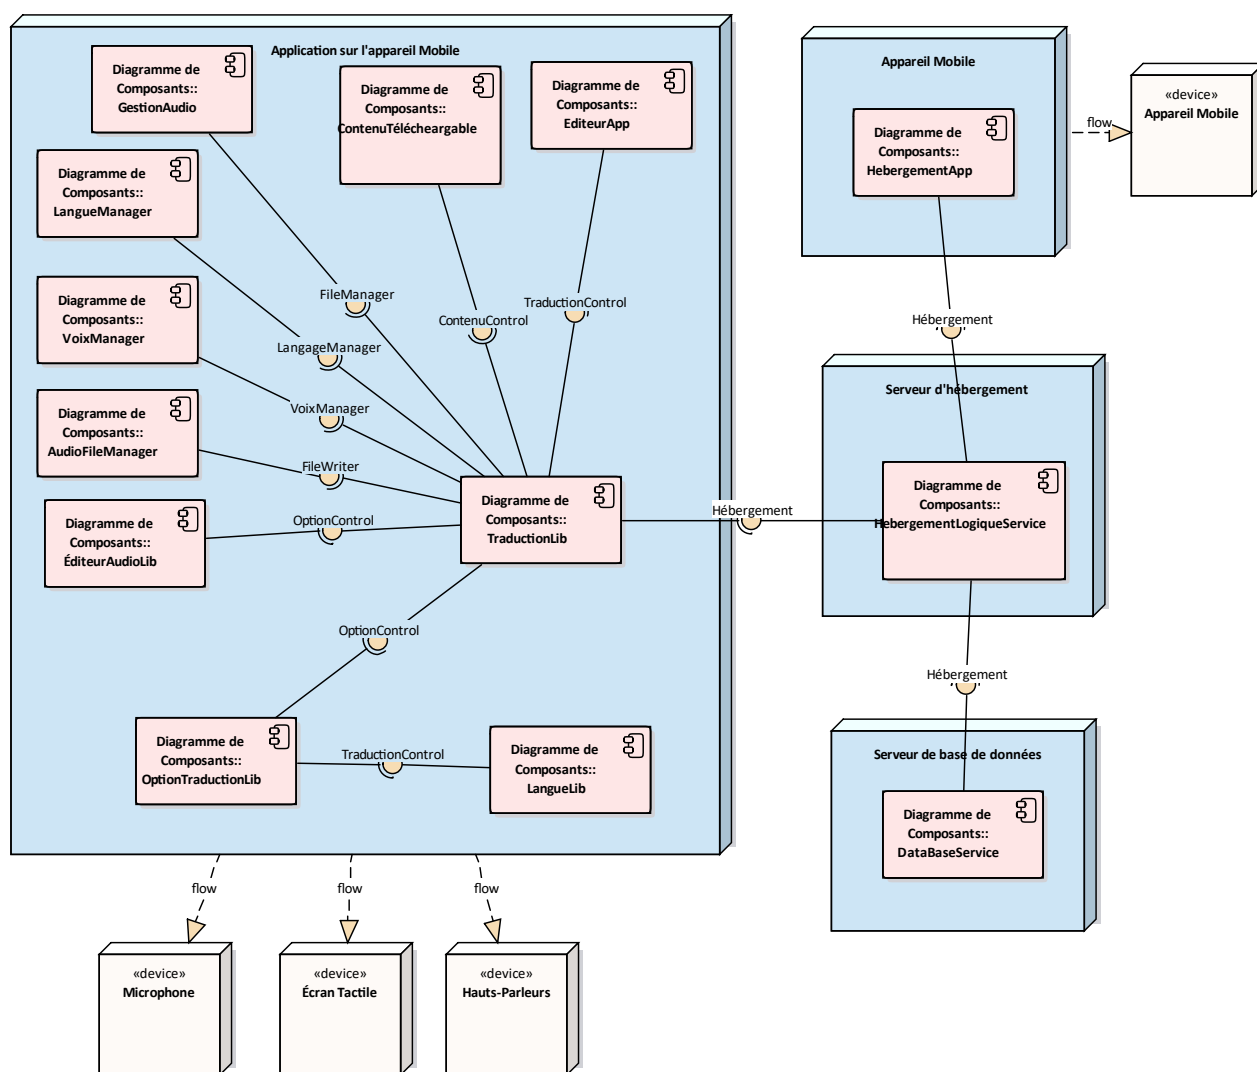 Application sur l'appareil Mobile
Diagramme de
Composants::
GestionAudio
Diagramme de
Composants::
ContenuTélécheargable
Diagramme de
Composants::
EditeurApp
Diagramme de
Composants::
LangueManager
Diagramme de
Composants::
VoixManager
Diagramme de
Composants::
AudioFileManager
Diagramme de
Composants::
ÉditeurAudioLib
FileManager
ContenuControl
TraductionControl
LangageManager
VoixManager
FileWriter
OptionControl
Diagramme de
Composants::
TraductionLib
OptionControl
Diagramme de
Composants::
OptionTraductionLib
TraductionControl
Diagramme de
Composants::
LangueLib
flow
flow
flow
«device»
Microphone
«device»
Écran Tactile
«device»
Hauts-Parleurs
Appareil Mobile
Diagramme de
Composants::
HebergementApp
flow
«device»
Appareil Mobile
Hébergement
Serveur d'hébergement
Diagramme de
Composants::
HebergementLogiqueService
Hébergement
Hébergement
Serveur de base de données
Diagramme de
Composants::
DataBaseService